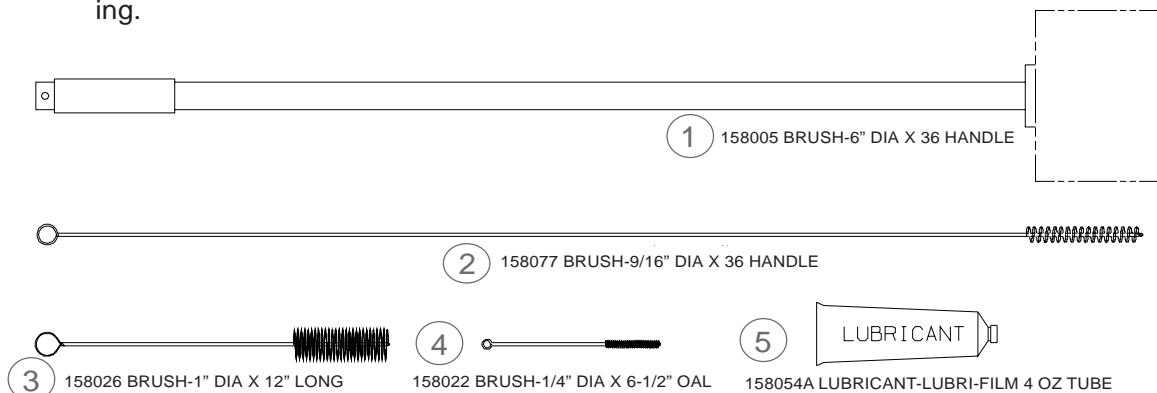 ing.
1 158005 BRUSH-6” DIA X 36 HANDLE
2 158077 BRUSH-9/16” DIA X 36 HANDLE
LUBRICANT
3 158026 BRUSH-1” DIA X 12” LONG
4 158022 BRUSH-1/4” DIA X 6-1/2” OAL
5 158054A LUBRICANT-LUBRI-FILM 4 OZ TUBE